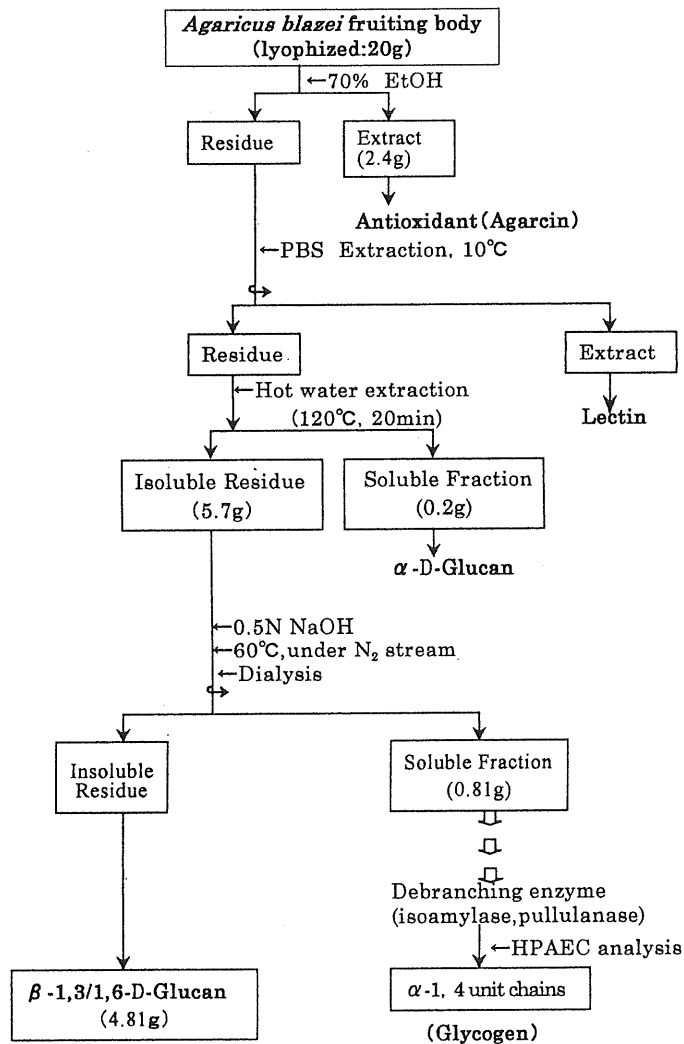 Agaricus blazei fruiting body
(lyophized:20g)
←70% EtOH
Residue
Extract
(2.4g)
Antioxidant(Agarcin)
←PBS Extraction, 10℃
Residue
Extract
←Hot water extraction
(120℃, 20min)
Lectin
Isoluble Residue
(5.7g)
Soluble Fraction
(0.2g)
α-D-Glucan
←0.5N NaOH
←60℃,under N₂ stream
←Dialysis
Insoluble
Residue
Soluble Fraction
(0.81g)
Debranching enzyme
(isoamylase,pullulanase)
←HPAEC analysis
β-1,3/1,6-D-Glucan
(4.81g)
α-1, 4 unit chains
(Glycogen)